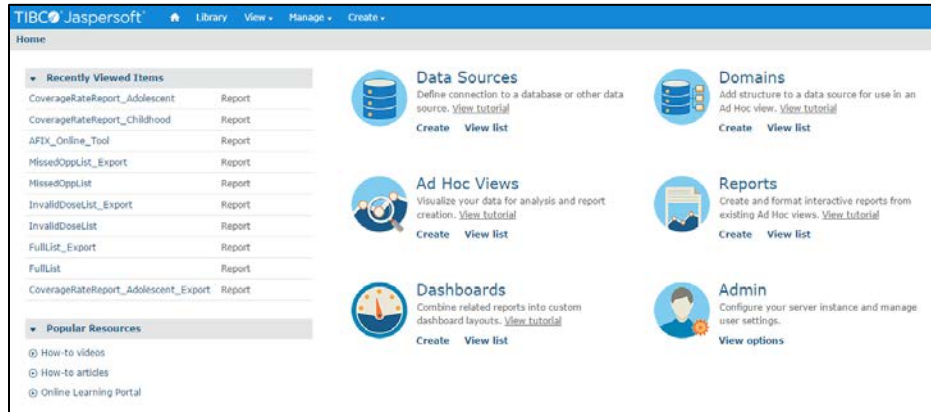 TIBCO Jaspersoft® Library View Manage Create
Home
Recently Viewed Items
CoverageRateReport_Adolescent Report
CoverageRateReport_Childhood Report
AFIX_Online_Tool Report
MissedOppList_Export Report
MissedOppList Report
InvalidDoseList_Export Report
InvalidDoseList Report
FullList_Export Report
FullList Report
CoverageRateReport_Adolescent_Export Report
Popular Resources
How-to videos
How-to articles
Online Learning Portal
Data Sources
Define connection to a database or other data
source. View tutorial
Create View list
Domains
Add structure to a data source for use in an
Ad Hoc view. View tutorial
Create View list
Ad Hoc Views
Visualize your data for analysis and report
creation. View tutorial
Create View list
Reports
Create and format interactive reports from
existing Ad Hoc views. View tutorial
Create View list
Dashboards
Combine related reports into custom
dashboard layouts. View tutorial
Create View list
Admin
Configure your server instance and manage
user settings.
View options